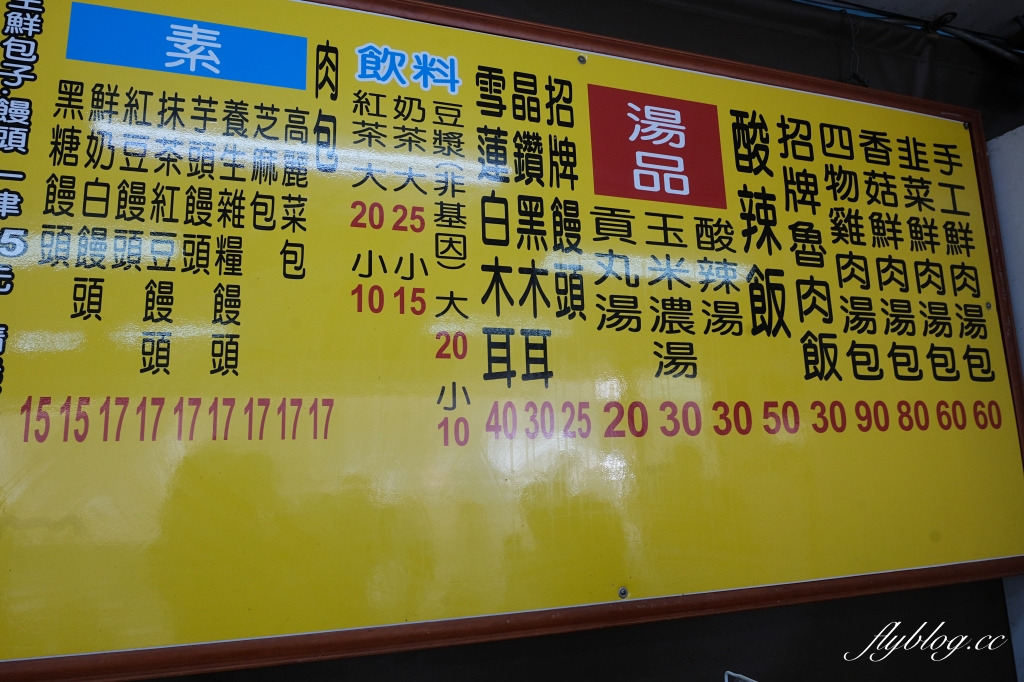 手工鮮肉湯包 60
韭菜鮮肉湯包 60
香菇鮮肉湯包 80
四物雞肉湯包 90
招牌魯肉飯 30
酸辣飯 50
湯品
酸辣湯 30
玉米濃湯 30
貢丸湯 20
招牌饅頭 25
晶鑽黑木耳 30
雪蓮白木耳 40
飲料
豆漿(非基因)大20小10
奶茶大25小15
紅茶大20小10
肉包 17
素
高麗菜包 17
芝麻包 17
養生雜糧饅頭 17
芋頭饅頭 17
抹茶紅豆饅頭 17
紅豆饅頭 17
鮮奶白饅頭 15
黑糖饅頭 15
鮮包子.饅頭一律5元
flyblog.cc